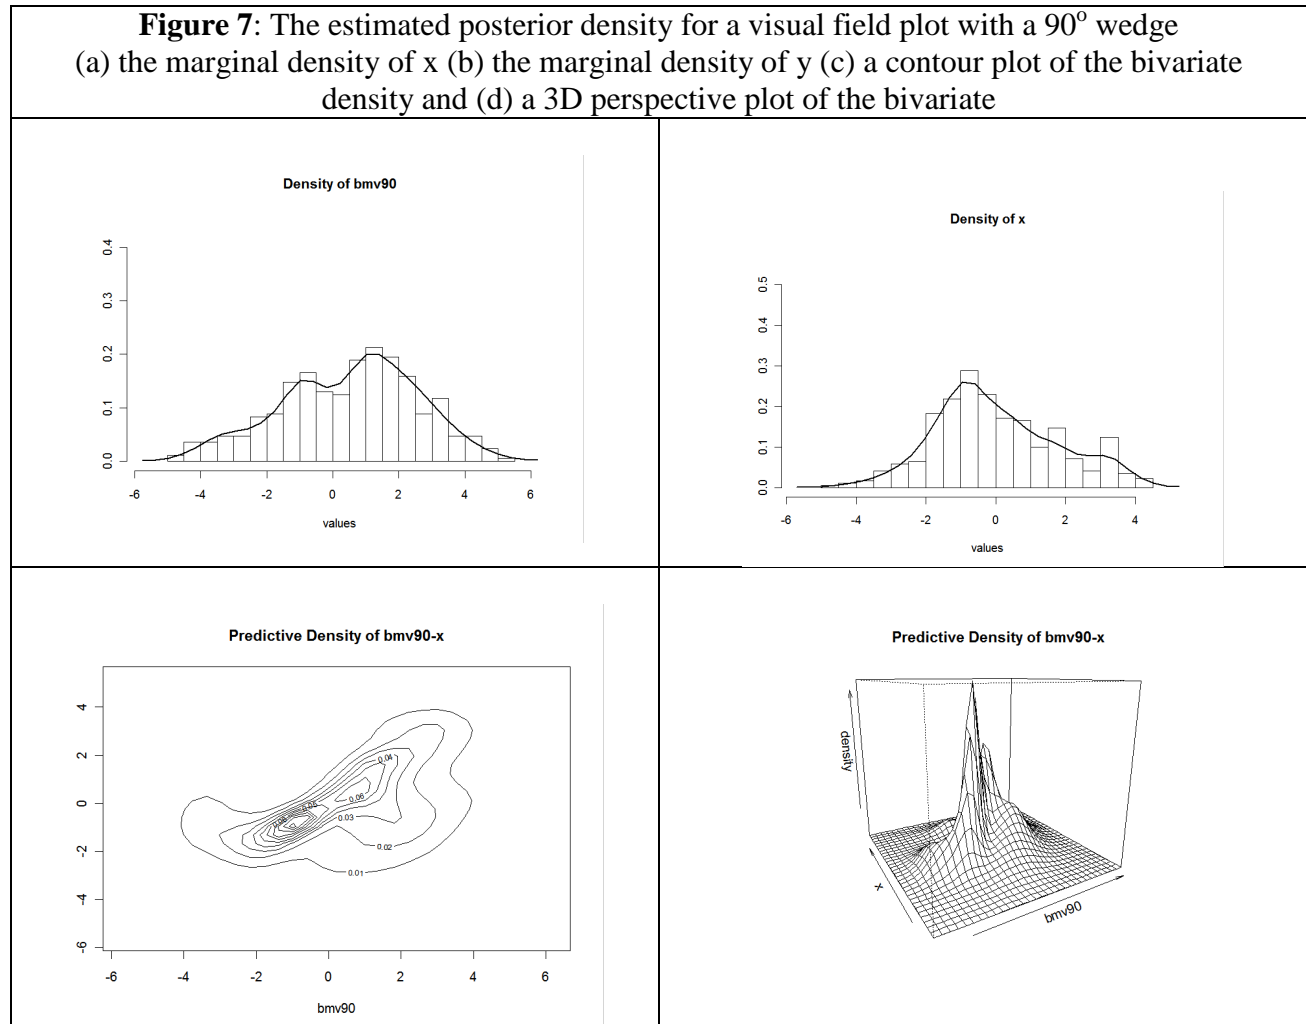 Figure 7: The estimated posterior density for a visual field plot with a 90° wedge
(a) the marginal density of x (b) the marginal density of y (c) a contour plot of the bivariate
density and (d) a 3D perspective plot of the bivariate
Density of bmv90
0.4
0.3
0.2
0.1
0.0
-6 -4 -2 0 2 4 6
values
Density of x
0.5
0.4
0.3
0.2
0.1
0.0
-6 -4 -2 0 2 4
values
Predictive Density of bmv90-x
4
2
0
-2
-4
-6
0.04
0.05
0.06
0.03
0.02
0.01
-6 -4 -2 0 2 4 6
bmv90
Predictive Density of bmv90-x
density
x
bmv90